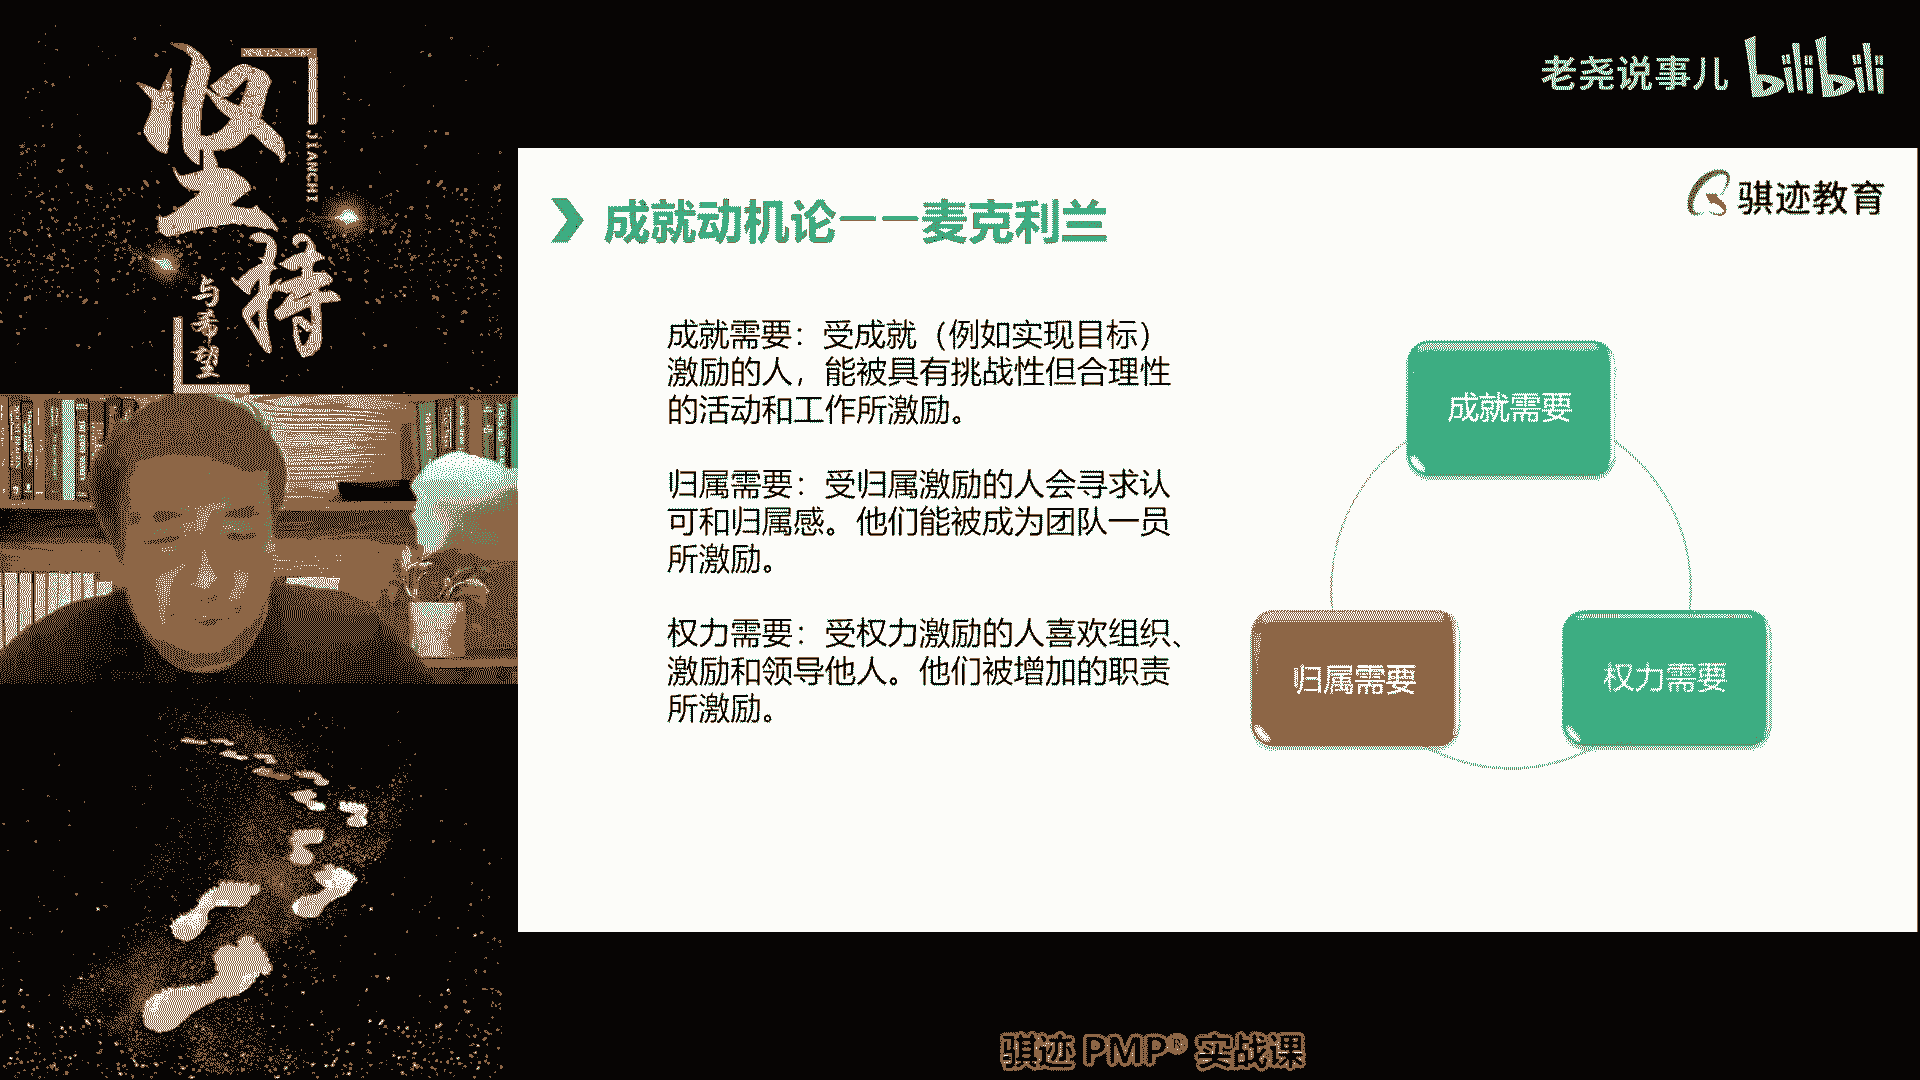 坚持
JIANCHI
与希望
老尧说事儿 bilibili
骐迹教育
成就动机论——麦克利兰
成就需要：受成就（例如实现目标）
激励的人，能被具有挑战性但合理性
的活动和工作所激励。
归属需要：受归属激励的人会寻求认
可和归属感。他们能被成为团队一员
所激励。
权力需要：受权力激励的人喜欢组织、
激励和领导他人。他们被增加的职责
所激励。
成就需要
归属需要
权力需要
骐迹 PMP® 实战课